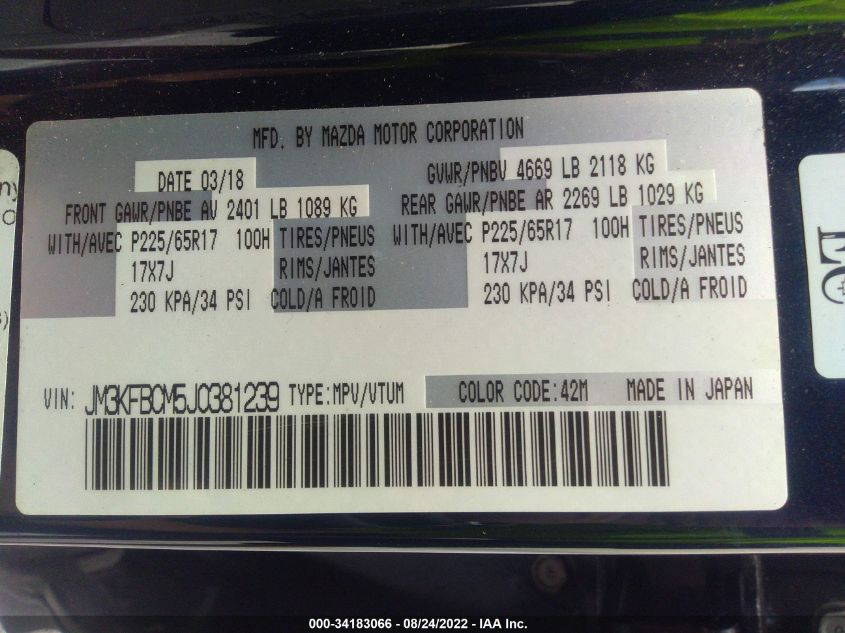 MFD. BY MAZDA MOTOR CORPORATION
DATE 03/18 GVWR/PNBV 4669 LB 2118 KG
FRONT GAWR/PNBE AV 2401 LB 1089 KG REAR GAWR/PNBE AR 2269 LB 1029 KG
WITH/AVEC P225/65R17 100H TIRES/PNEUS WITH/AVEC P225/65R17 100H TIRES/PNEUS
17X7J RIMS/JANTES 17X7J RIMS/JANTES
230 KPA/34 PSI COLD/A FROID 230 KPA/34 PSI COLD/A FROID
VIN: JM3KFBCM5J0381239 TYPE:MPV/VTUM COLOR CODE:42M MADE IN JAPAN
000-34183066 - 08/24/2022 - IAA Inc.